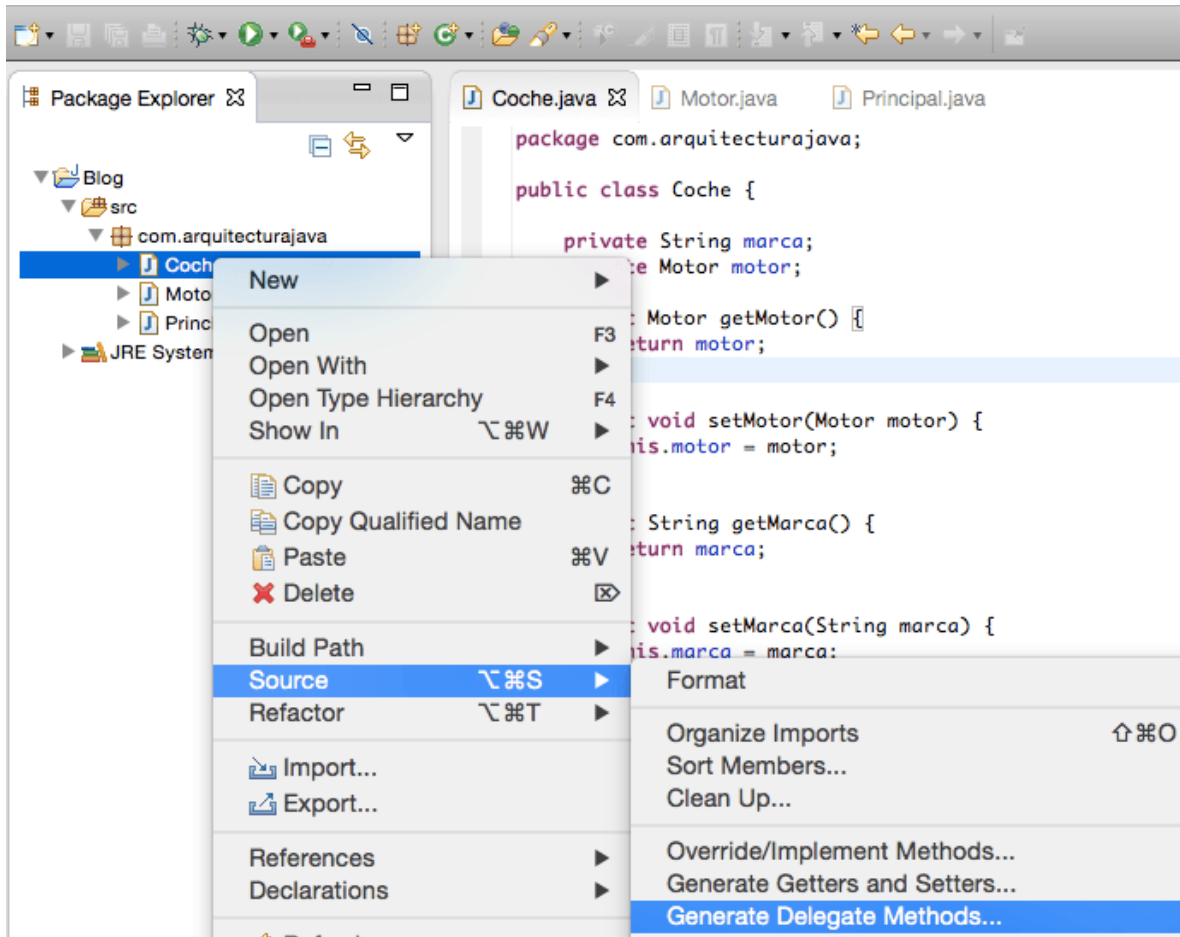 Package Explorer
Blog
src
com.arquitecturajava
Coch
Moto
Princ
JRE System
Coche.java
Motor.java
Principal.java
package com.arquitecturajava;
public class Coche {
private String marca;
te Motor motor;
c Motor getMotor() {
eturn motor;
c void setMotor(Motor motor) {
his.motor = motor;
c String getMarca() {
eturn marca;
c void setMarca(String marca) {
his.marca = marca;
New
Open F3
Open With
Open Type Hierarchy F4
Show In ⌥⌘W
Copy ⌘C
Copy Qualified Name
Paste ⌘V
Delete ⌦
Build Path
Source ⌥⌘S
Refactor ⌥⌘T
Import...
Export...
References
Declarations
Format
Organize Imports ⇧⌘O
Sort Members...
Clean Up...
Override/Implement Methods...
Generate Getters and Setters...
Generate Delegate Methods...